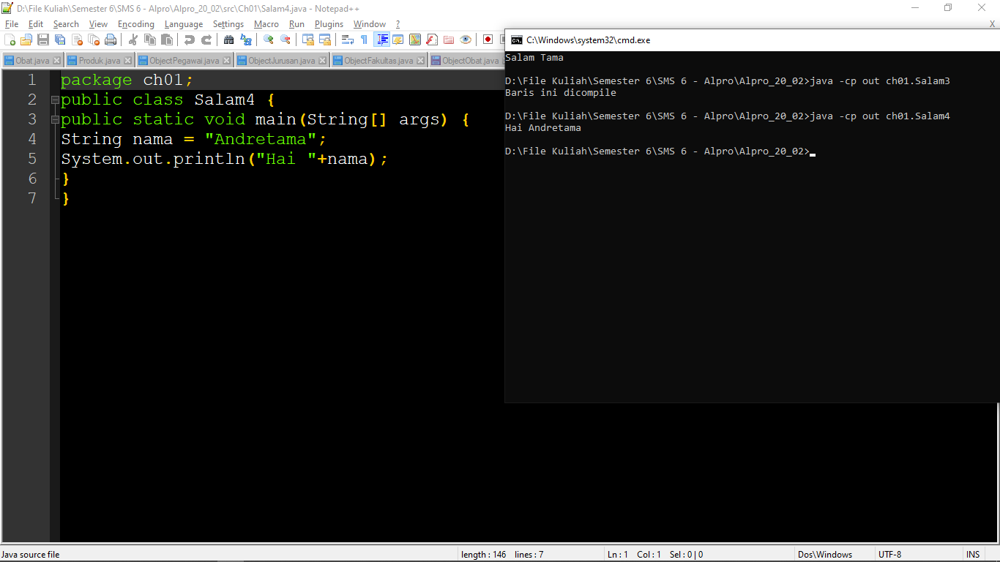 D:\File Kuliah\Semester 6\SMS 6 - Alpro\Alpro_20_02\src\Ch01\Salam4.java - Notepad++
File Edit Search View Encoding Language Settings Macro Run Plugins Window ? X
Obat.java Produk.java ObjectPegawai.java ObjectJurusan.java ObjectFakultas.java ObjectObat.java
1 package ch01;
2 public class Salam4 {
3 public static void main(String[] args) {
4 String nama = "Andretama";
5 System.out.println("Hai "+nama);
6 }
7 }
C:\Windows\system32\cmd.exe
Salam Tama
D:\File Kuliah\Semester 6\SMS 6 - Alpro\Alpro_20_02>java -cp out ch01.Salam3
Baris ini dicompile
D:\File Kuliah\Semester 6\SMS 6 - Alpro\Alpro_20_02>java -cp out ch01.Salam4
Hai Andretama
D:\File Kuliah\Semester 6\SMS 6 - Alpro\Alpro_20_02>
Java source file length : 146 lines : 7 Ln : 1 Col : 1 Sel : 0 | 0 Dos\Windows UTF-8 INS